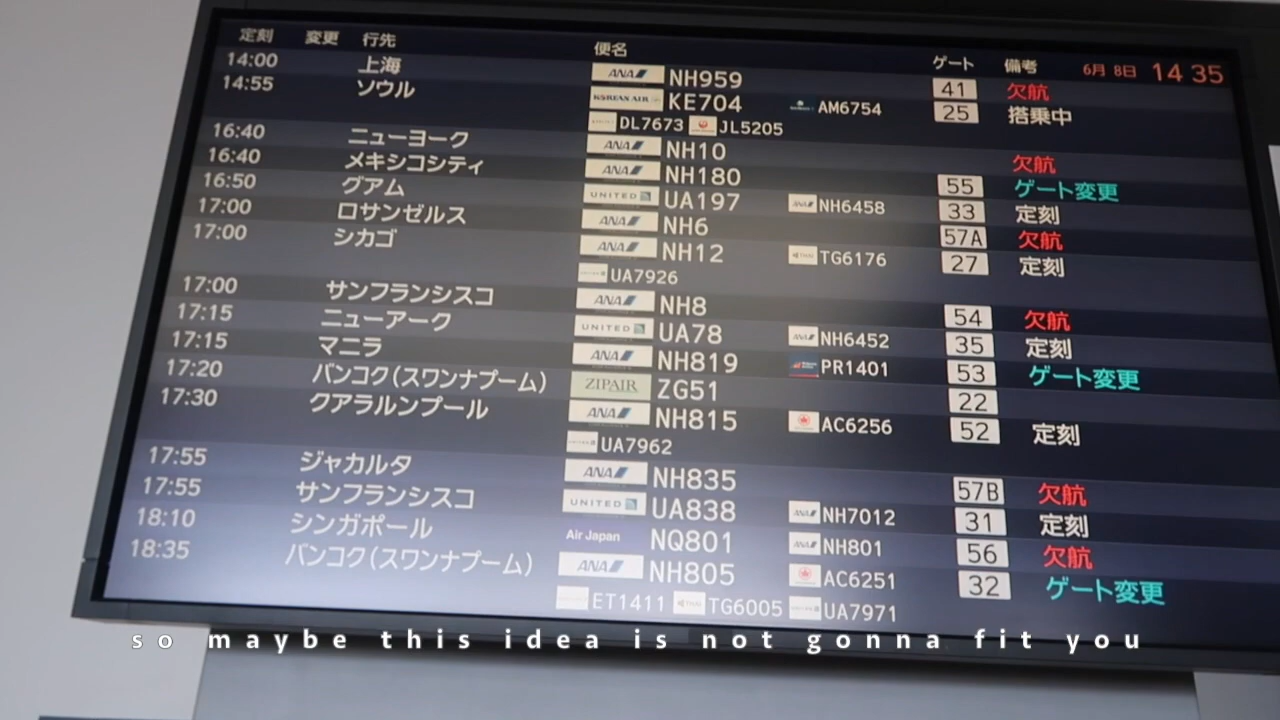 定刻 変更 行先 便名 ゲート 備考 6月 8日 14 35
14:00 上海 ANA NH959 41 欠航
14:55 ソウル KOREAN AIR KE704 AM6754 25 搭乗中
DL7673 JL5205
16:40 ニューヨーク ANA NH10 欠航
16:40 メキシコシティ ANA NH180 55 ゲート変更
16:50 グアム UNITED UA197 ANA NH6458 33 定刻
17:00 ロサンゼルス ANA NH6 57A 欠航
17:00 シカゴ ANA NH12 THAI TG6176 27 定刻
UA7926
17:00 サンフランシスコ ANA NH8 54 欠航
17:15 ニューアーク UNITED UA78 ANA NH6452 35 定刻
17:15 マニラ ANA NH819 PR1401 53 ゲート変更
17:20 バンコク(スワンナプーム) ZIPAIR ZG51 22
17:30 クアラルンプール ANA NH815 AC6256 52 定刻
UA7962
17:55 ジャカルタ ANA NH835 57B 欠航
17:55 サンフランシスコ UNITED UA838 ANA NH7012 31 定刻
18:10 シンガポール Air Japan NQ801 ANA NH801 56 欠航
18:35 バンコク(スワンナプーム) ANA NH805 AC6251 32 ゲート変更
ET1411 THAI TG6005 UA7971
so maybe this idea is not gonna fit you